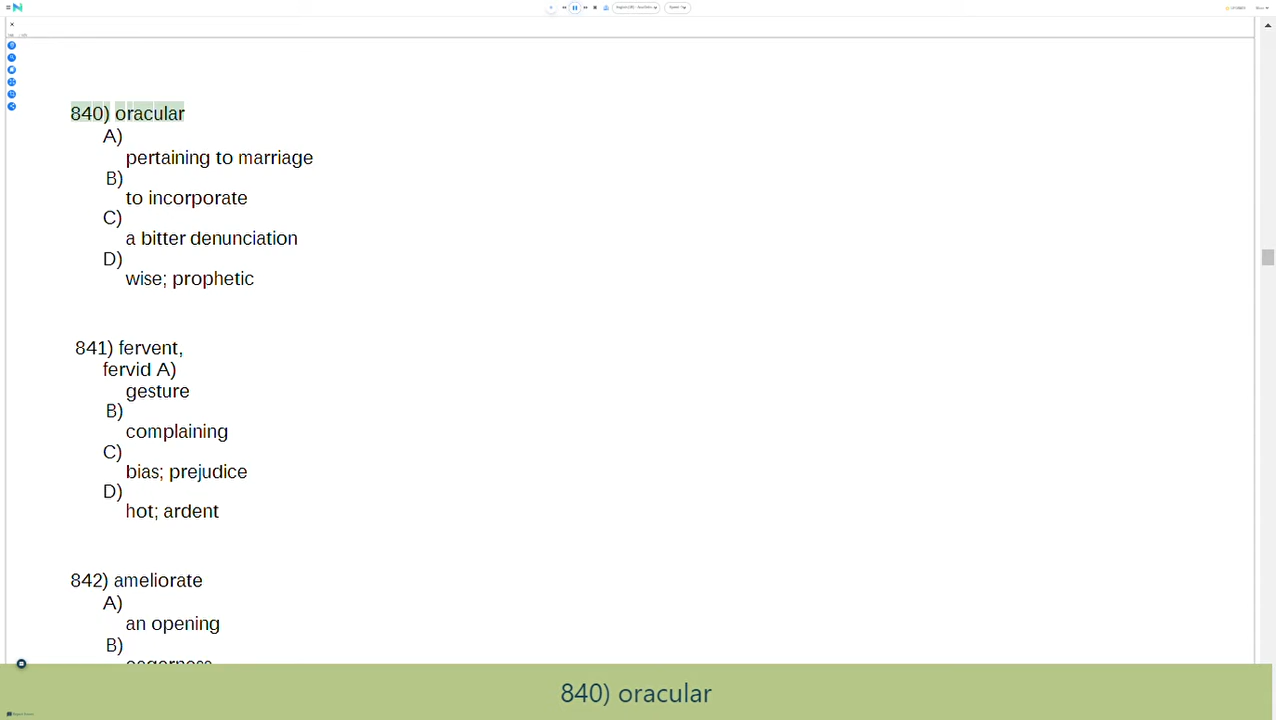 840) oracular
A)
pertaining to marriage
B)
to incorporate
C)
a bitter denunciation
D)
wise; prophetic
841) fervent,
fervid A)
gesture
B)
complaining
C)
bias; prejudice
D)
hot; ardent
842) ameliorate
A)
an opening
B)
eagerness
840) oracular